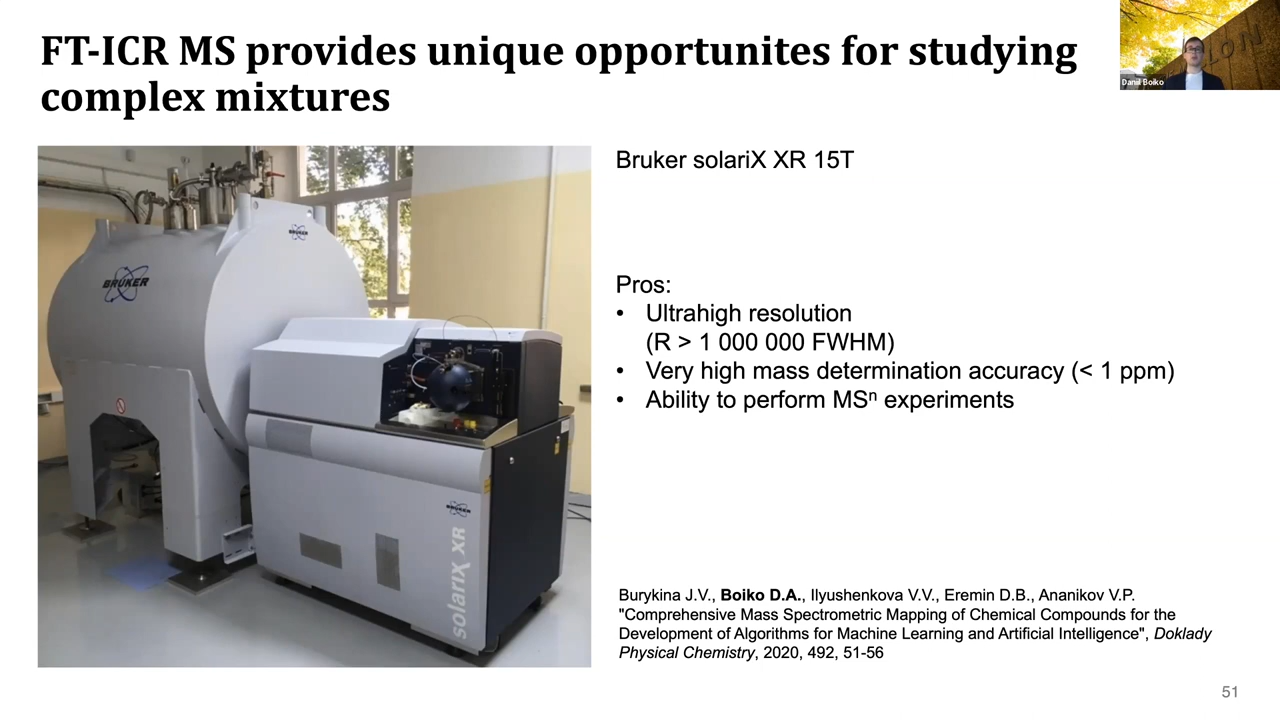 FT-ICR MS provides unique opportunites for studying
complex mixtures
LON
Daniil Boiko
Bruker solariX XR 15T
BRUKER
BRUKER
Pros:
• Ultrahigh resolution
(R > 1 000 000 FWHM)
• Very high mass determination accuracy (< 1 ppm)
• Ability to perform MSⁿ experiments
BRUKER
solariX XR
Burykina J.V., Boiko D.A., Ilyushenkova V.V., Eremin D.B., Ananikov V.P.
"Comprehensive Mass Spectrometric Mapping of Chemical Compounds for the
Development of Algorithms for Machine Learning and Artificial Intelligence", Doklady
Physical Chemistry, 2020, 492, 51-56
51